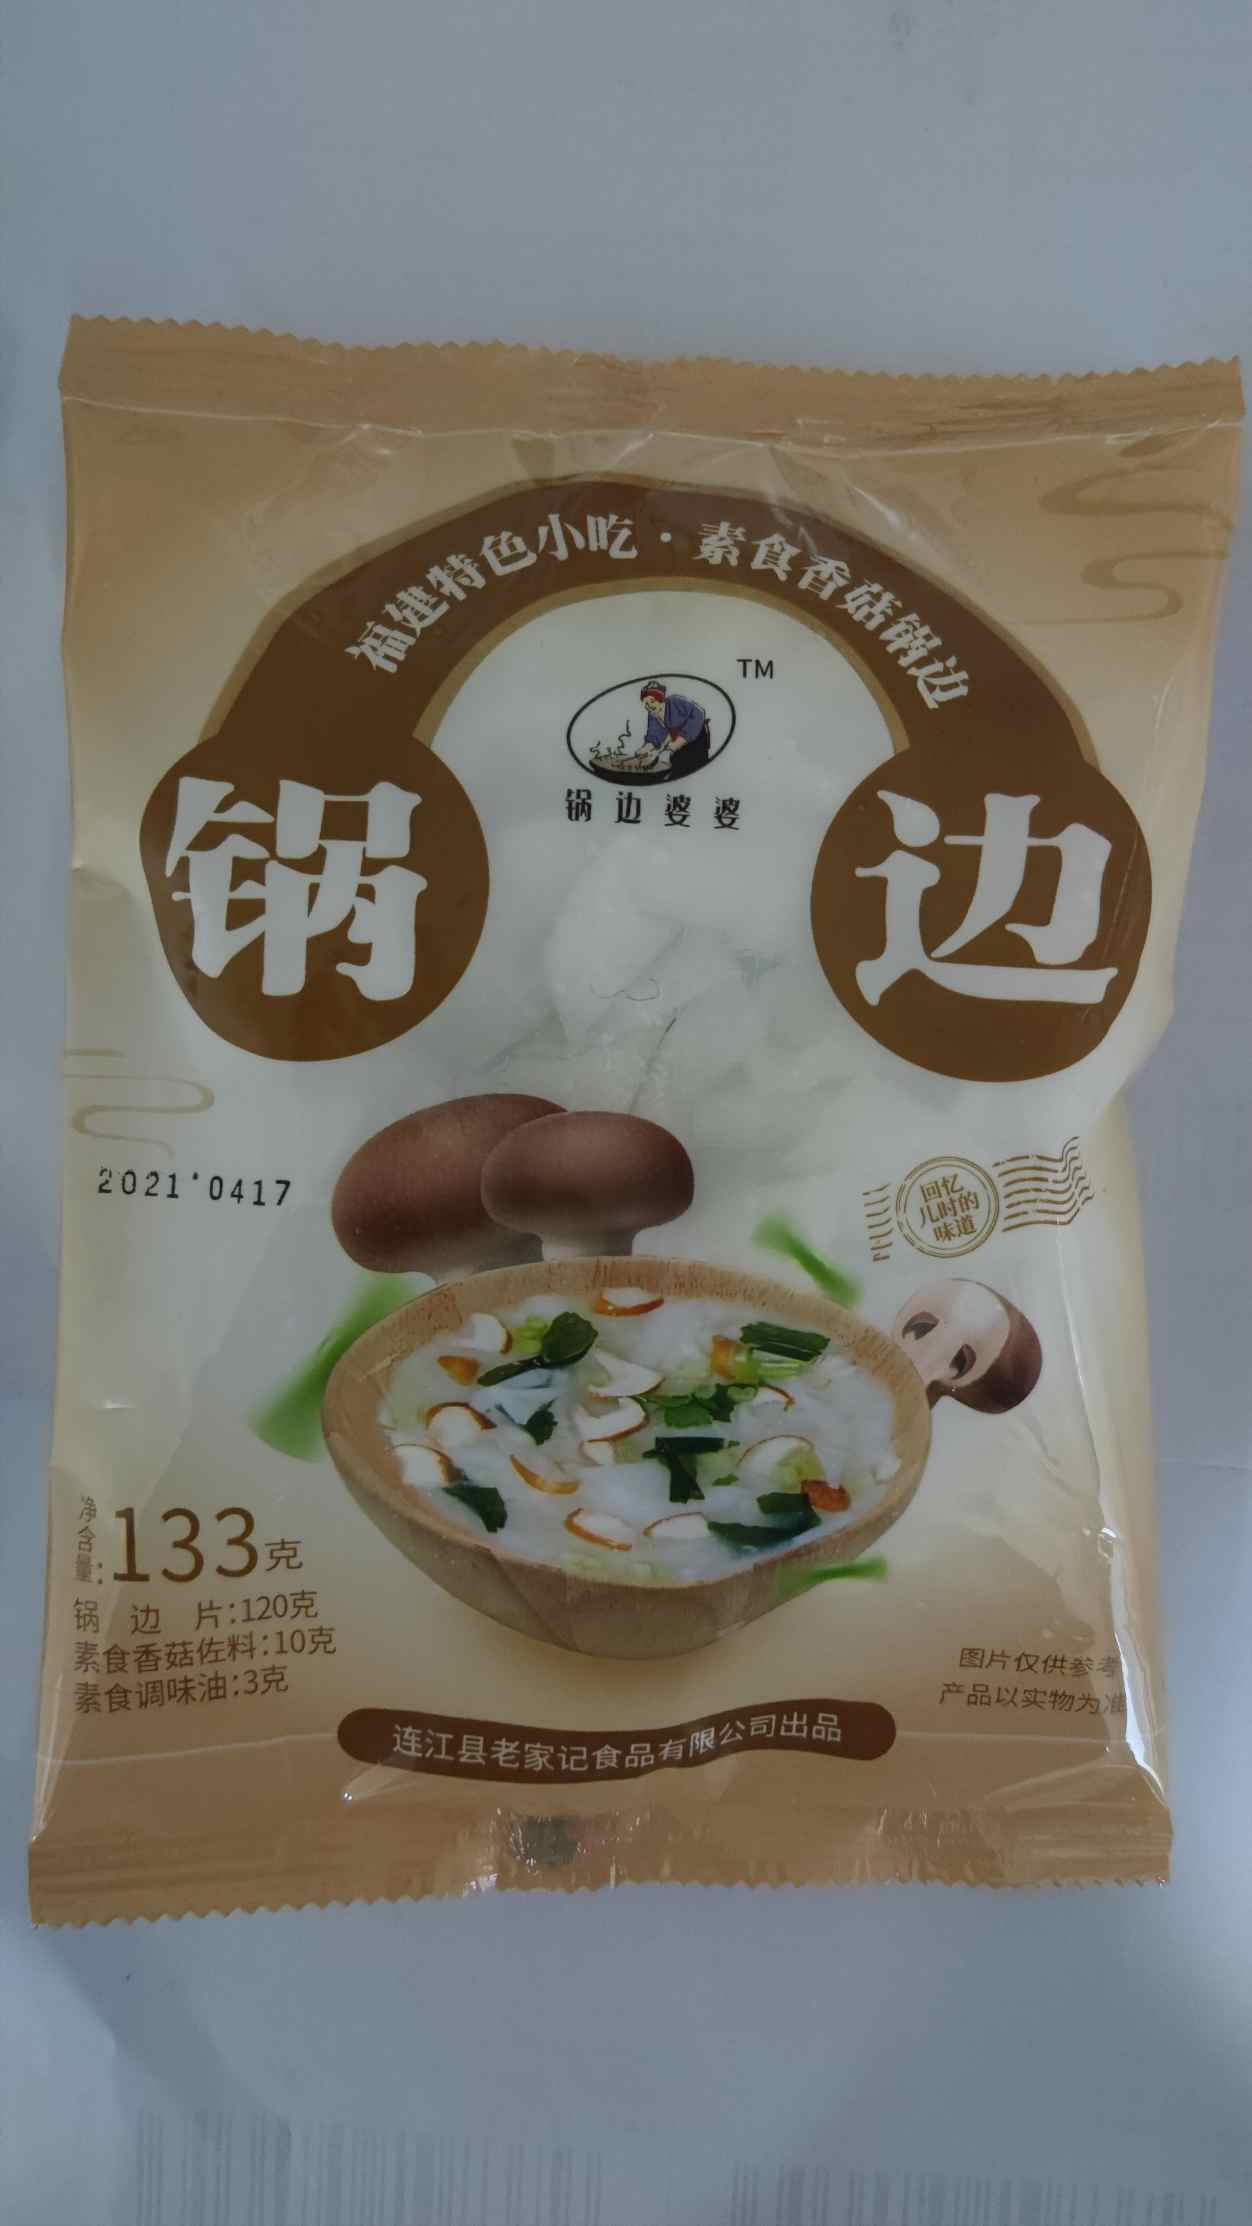 福建特色小吃·素食香菇锅边
TM
锅边婆婆
锅边
2021 0417
回忆
儿时的
味道
净含量:133克
锅边片:120克
素食香菇佐料:10克
素食调味油:3克
图片仅供参考
产品以实物为准
连江县老家记食品有限公司出品